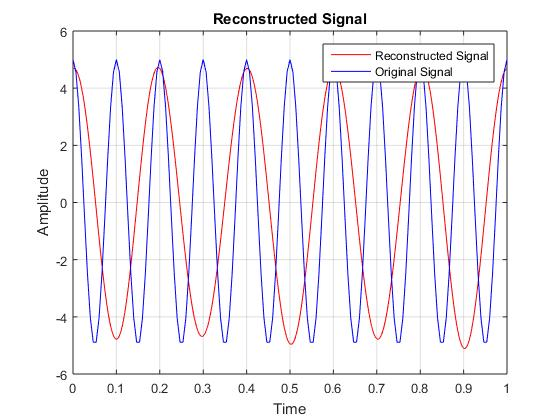 Reconstructed Signal
Reconstructed Signal
Original Signal
6
4
2
0
-2
-4
-6
Amplitude
0 0.1 0.2 0.3 0.4 0.5 0.6 0.7 0.8 0.9 1
Time